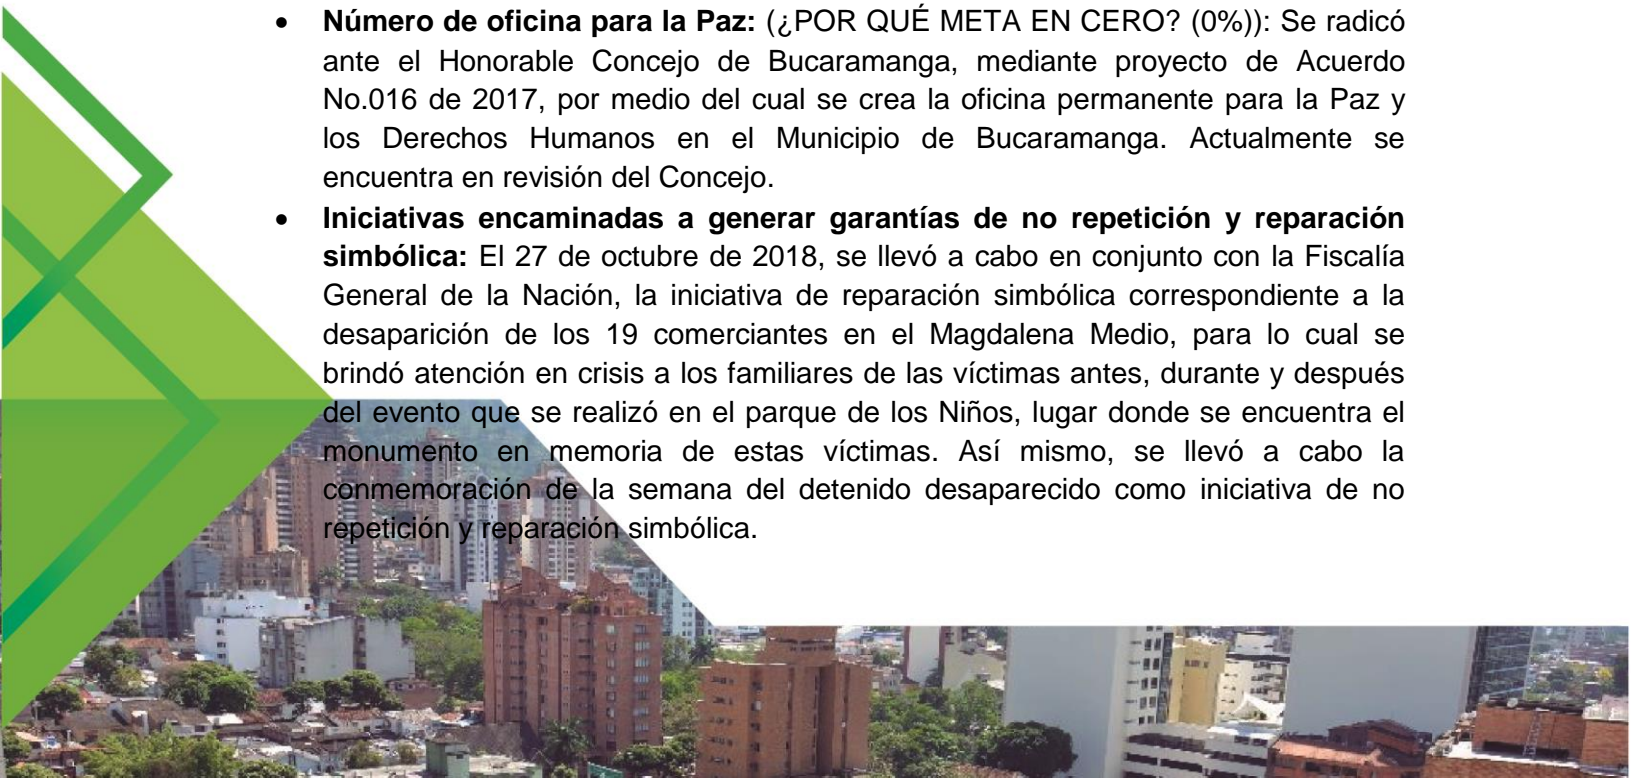 • Número de oficina para la Paz: (¿POR QUÉ META EN CERO? (0%)): Se radicó
ante el Honorable Concejo de Bucaramanga, mediante proyecto de Acuerdo
No.016 de 2017, por medio del cual se crea la oficina permanente para la Paz y
los Derechos Humanos en el Municipio de Bucaramanga. Actualmente se
encuentra en revisión del Concejo.
• Iniciativas encaminadas a generar garantías de no repetición y reparación
simbólica: El 27 de octubre de 2018, se llevó a cabo en conjunto con la Fiscalía
General de la Nación, la iniciativa de reparación simbólica correspondiente a la
desaparición de los 19 comerciantes en el Magdalena Medio, para lo cual se
brindó atención en crisis a los familiares de las víctimas antes, durante y después
del evento que se realizó en el parque de los Niños, lugar donde se encuentra el
monumento en memoria de estas víctimas. Así mismo, se llevó a cabo la
conmemoración de la semana del detenido desaparecido como iniciativa de no
repetición y reparación simbólica.